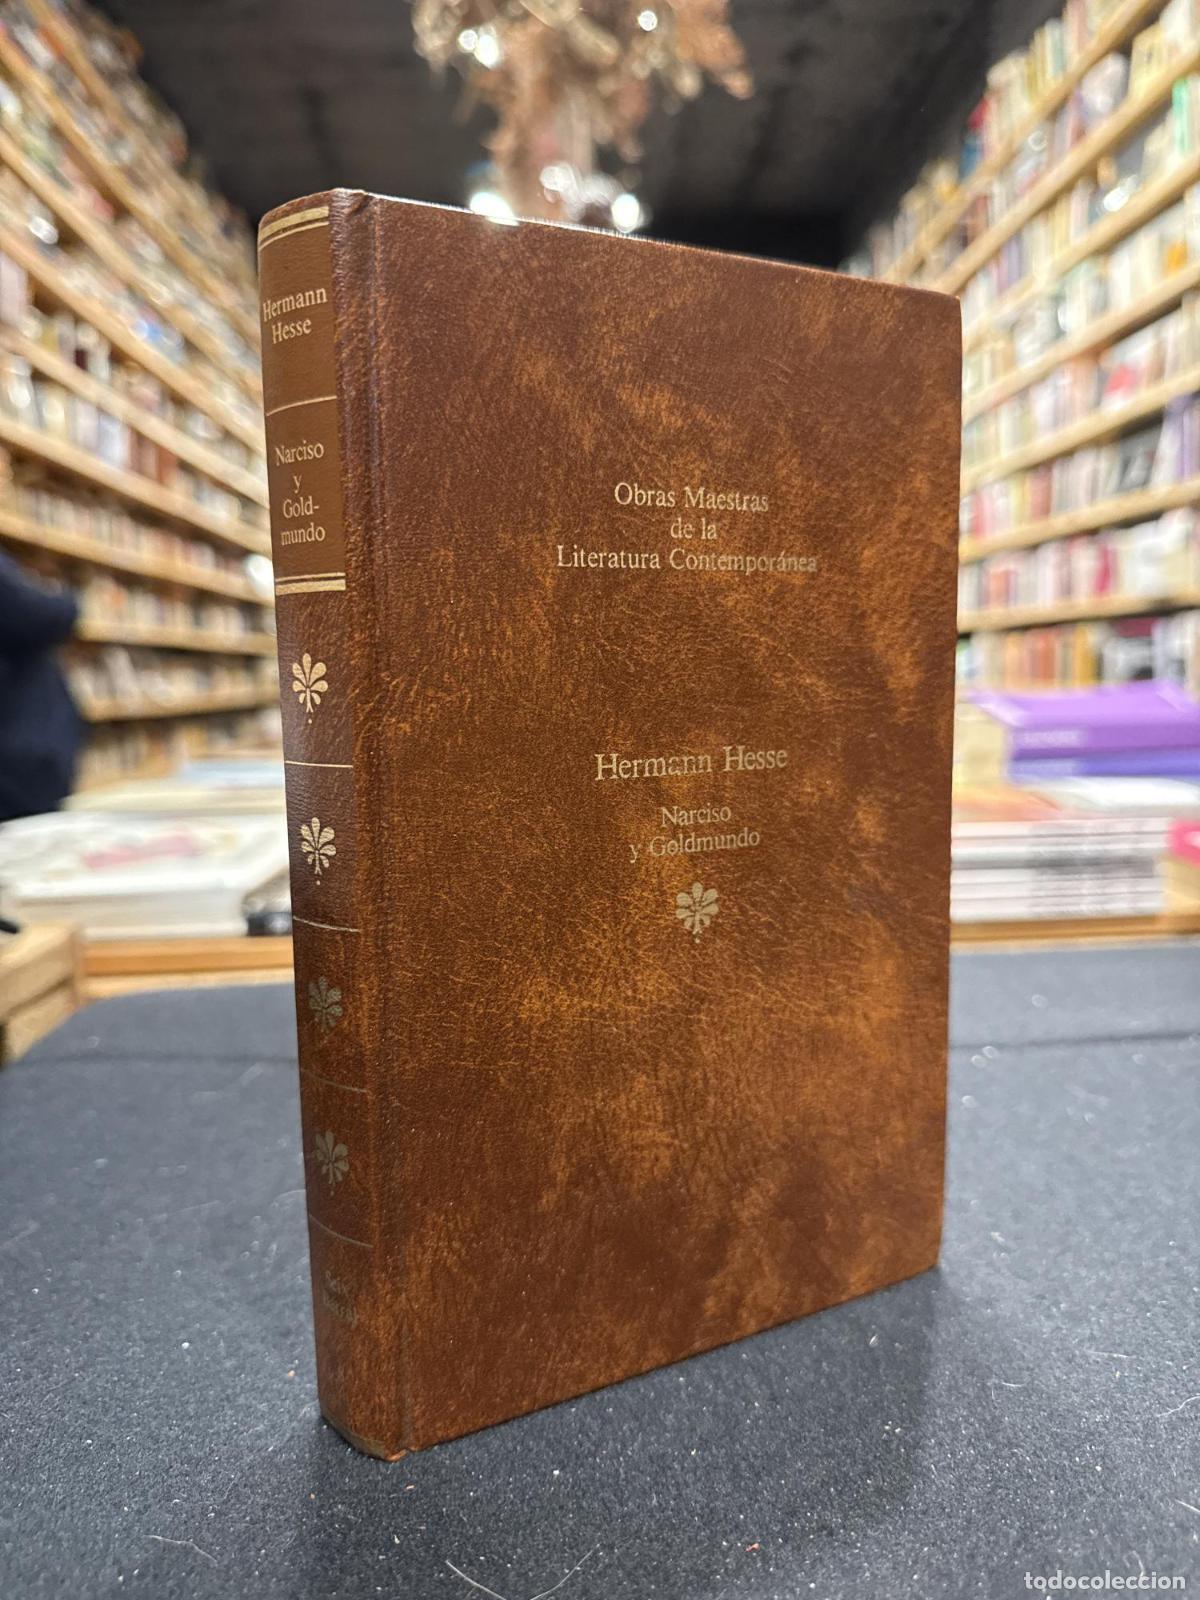 Hermann
Hesse
Narciso
y
Gold-
mundo
Obras Maestras
de la
Literatura Contemporánea
Hermann Hesse
Narciso
y Goldmundo
todocoleccion